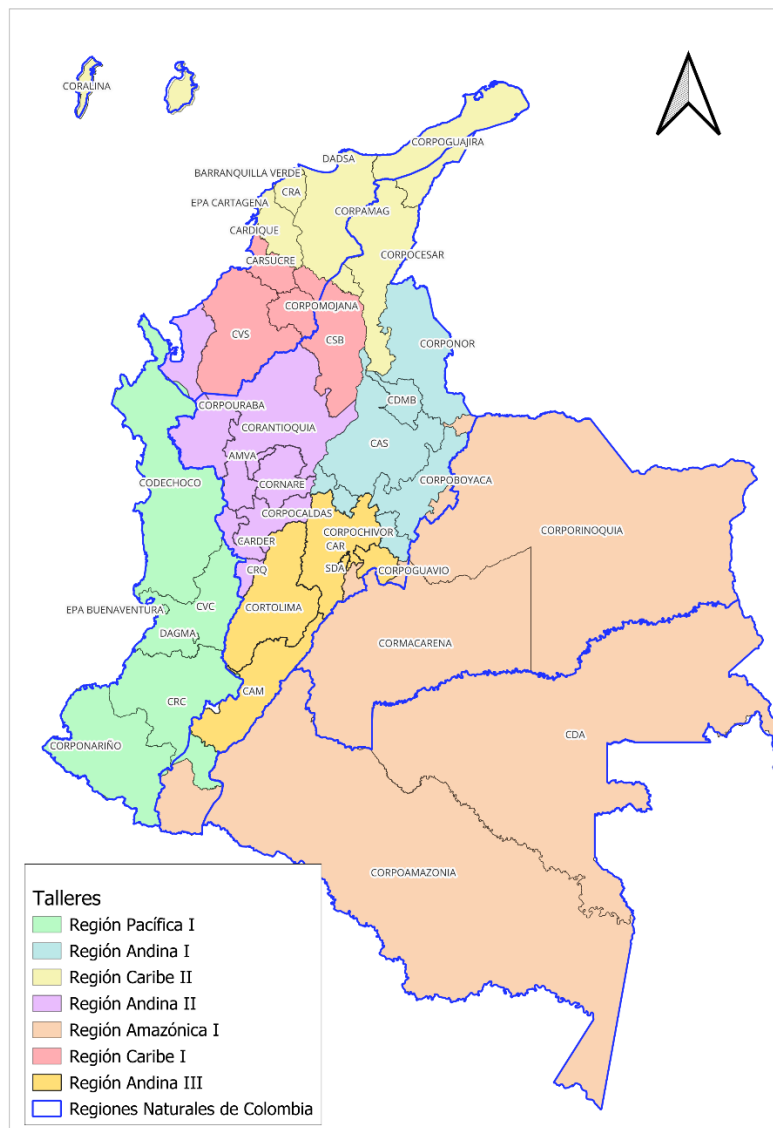 CORALINA
CORPOGUAJIRA
DADSA
BARRANQUILLA VERDE
CRA
EPA CARTAGENA
CORPAMAG
CARDIQUE
CORPOCESAR
CARSUCRE
CORPOMOJANA
CVS
CSB
CORPONOR
CDMB
CORPOURABA
CORANTIOQUIA
CAS
AMVA
CODECHOCO
CORNARE
CORPOBOYACA
CORPOCALDAS
CORPOCHIVOR
CORPORINOQUIA
CARDER
CAR
CRQ
SDA
CORPOGUAVIO
EPA BUENAVENTURA
CVC
CORTOLIMA
DAGMA
CORMACARENA
CAM
CRC
CDA
CORPONARIÑO
CORPOAMAZONIA
Talleres
Región Pacífica I
Región Andina I
Región Caribe II
Región Andina II
Región Amazónica I
Región Caribe I
Región Andina III
Regiones Naturales de Colombia